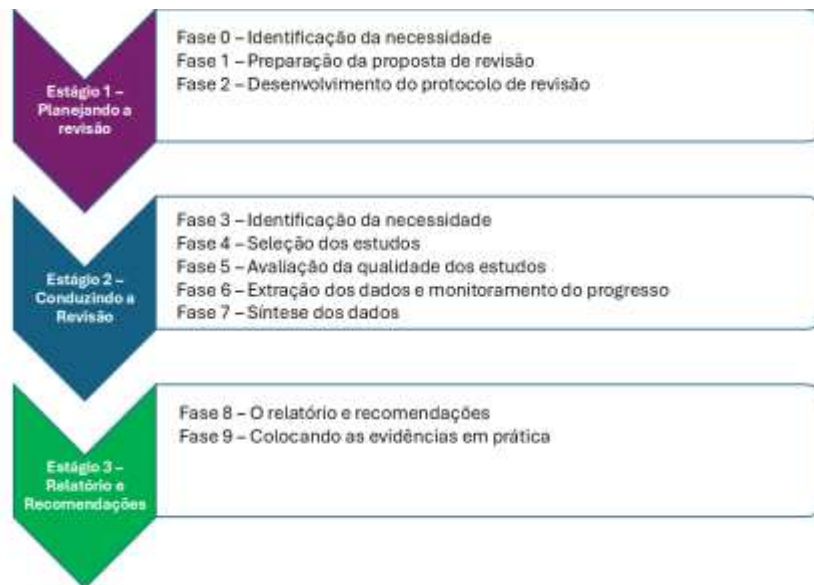 Estágio 1 –
Planejando a
revisão
Fase 0 – Identificação da necessidade
Fase 1 – Preparação da proposta de revisão
Fase 2 – Desenvolvimento do protocolo de revisão
Estágio 2 –
Conduzindo a
Revisão
Fase 3 – Identificação da necessidade
Fase 4 – Seleção dos estudos
Fase 5 – Avaliação da qualidade dos estudos
Fase 6 – Extração dos dados e monitoramento do progresso
Fase 7 – Síntese dos dados
Estágio 3 –
Relatório e
Recomendações
Fase 8 – O relatório e recomendações
Fase 9 – Colocando as evidências em prática